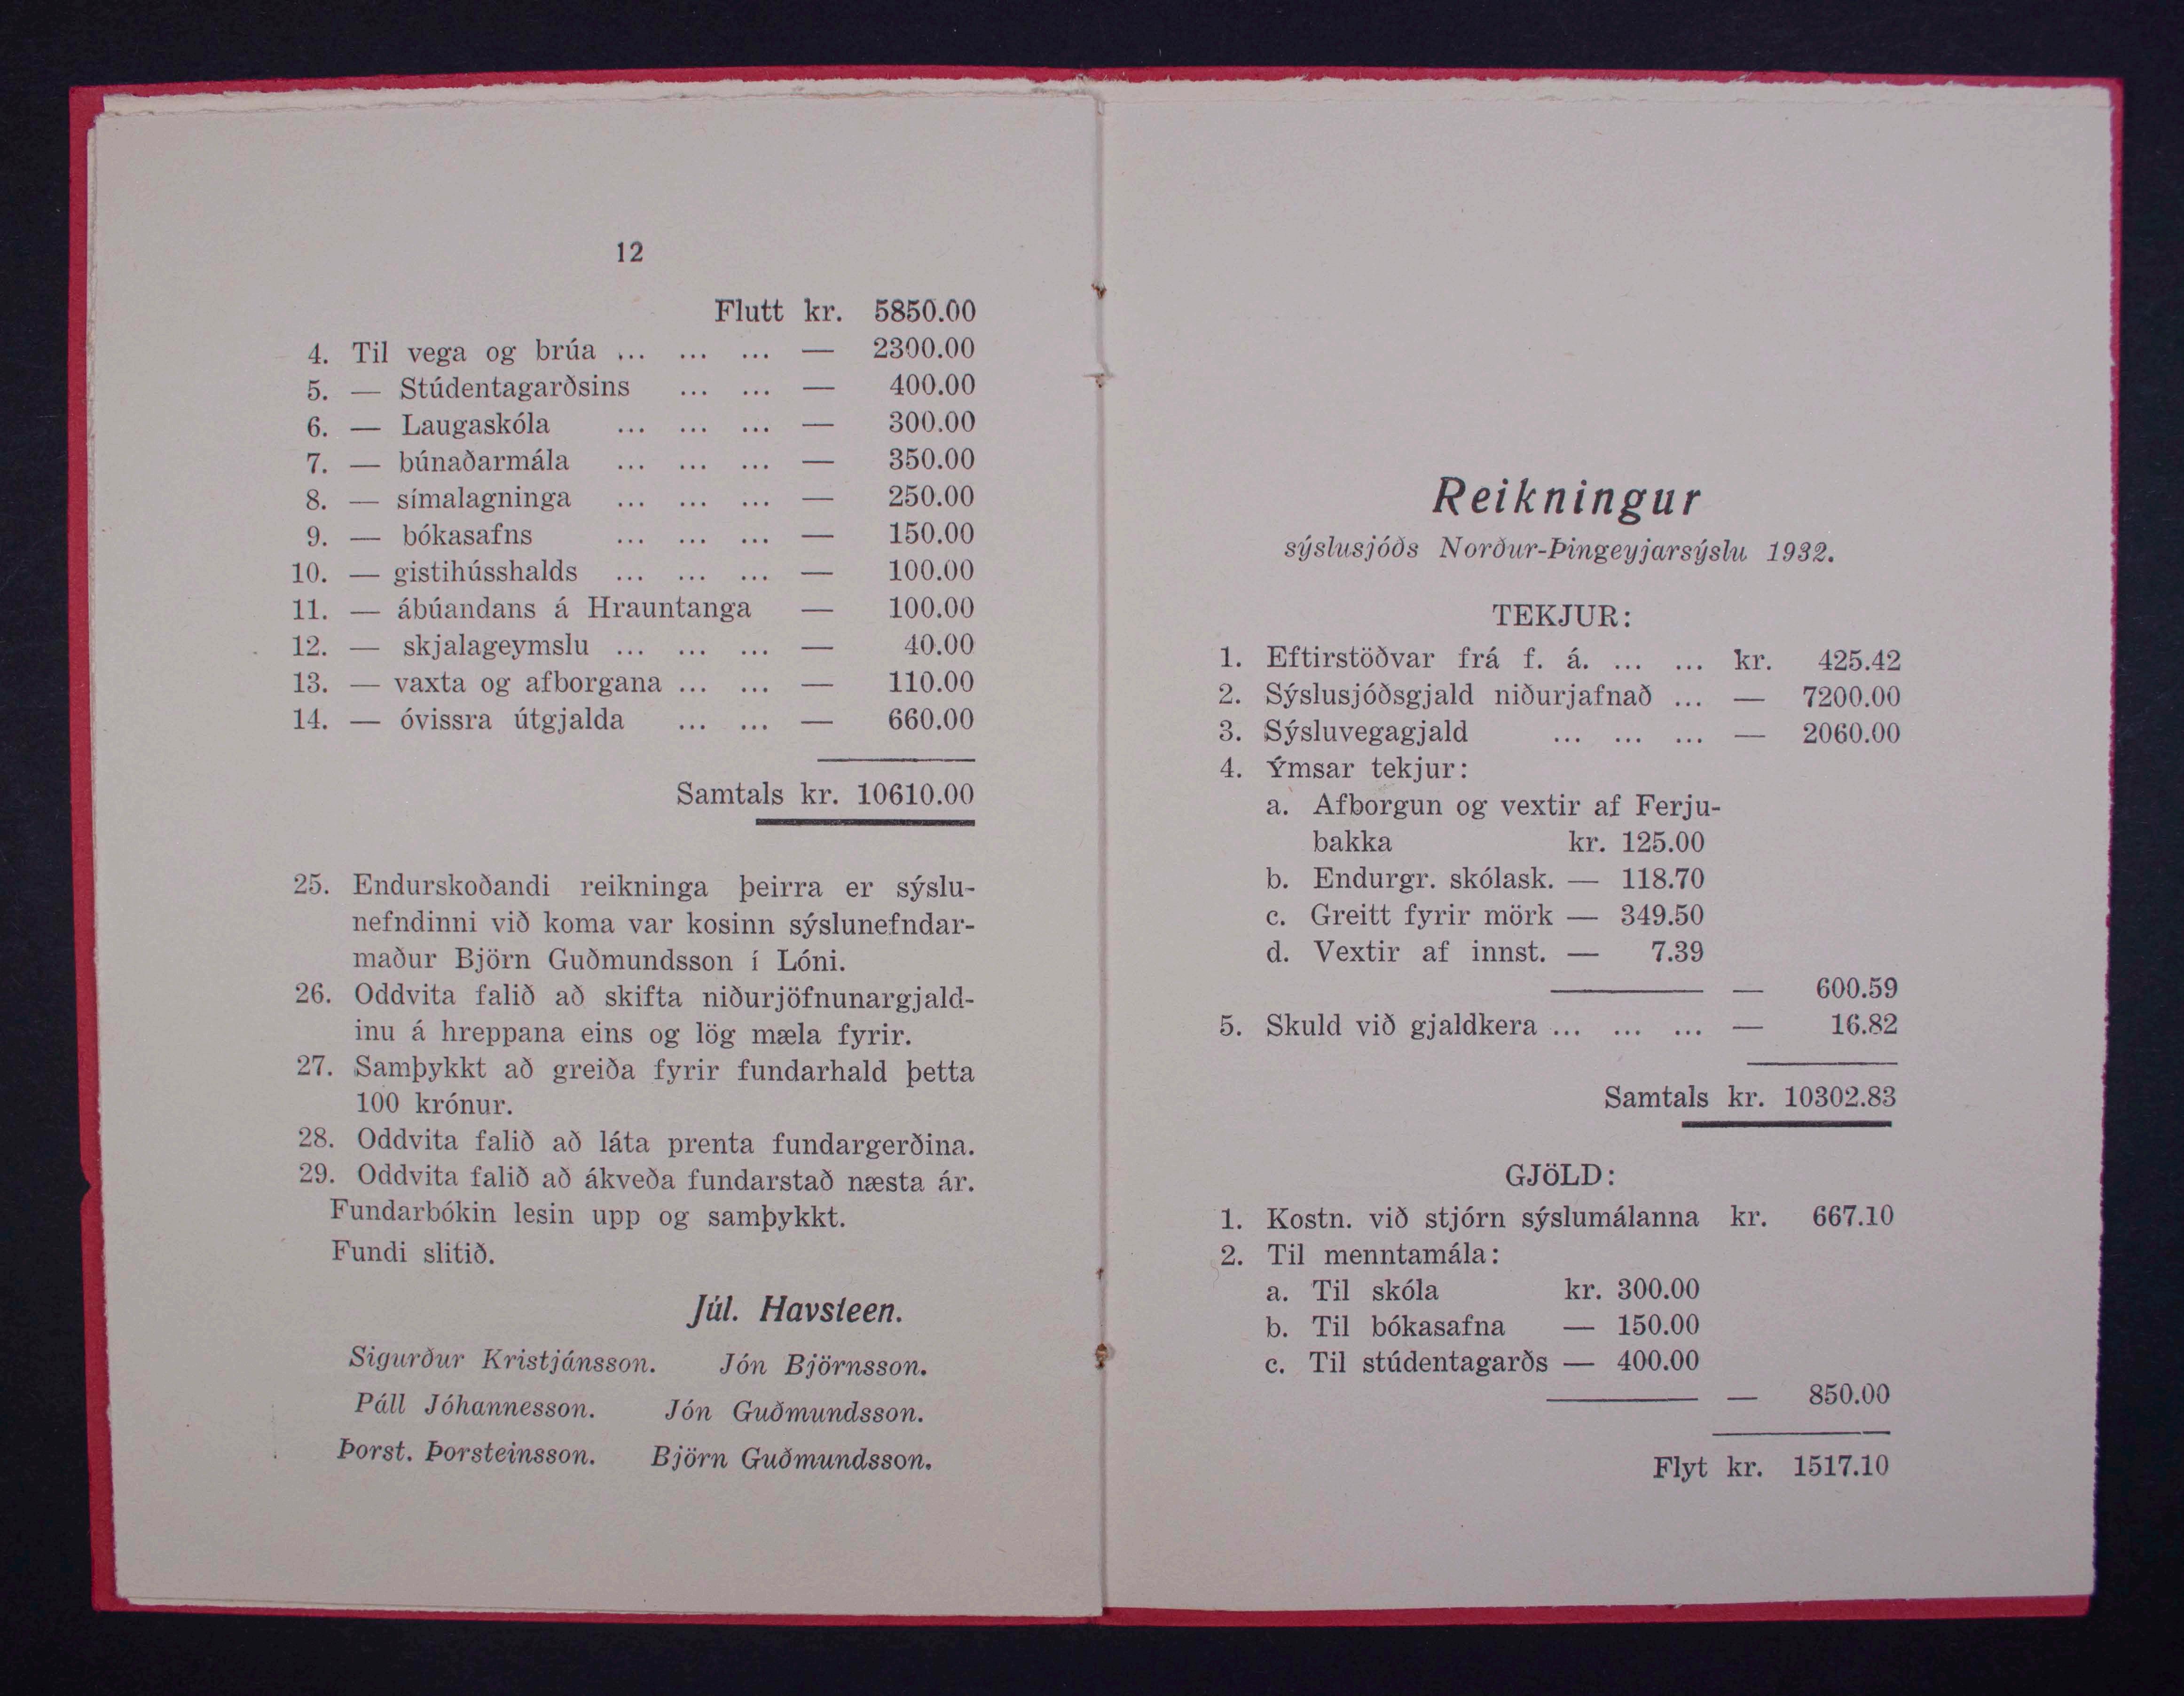 12
Flutt kr. 5850.00
4. Til vega og brúa ... ... ... — 2300.00
5. — Stúdentagarðsins ... ... — 400.00
6. — Laugaskóla ... ... ... — 300.00
7. — búnaðarmála ... ... ... — 350.00
8. — símalagninga ... ... ... — 250.00
9. — bókasafns ... ... ... — 150.00
10. — gistihússhalds ... ... ... — 100.00
11. — ábúandans á Hrauntanga — 100.00
12. — skjalageymslu ... ... ... — 40.00
13. — vaxta og afborgana ... ... — 110.00
14. — óvissra útgjalda ... ... — 660.00
Samtals kr. 10610.00
25. Endurskoðandi reikninga þeirra er sýslu-
nefndinni við koma var kosinn sýslunefndar-
maður Björn Guðmundsson í Lóni.
26. Oddvita falið að skifta niðurjöfnunargjald-
inu á hreppana eins og lög mæla fyrir.
27. Samþykkt að greiða fyrir fundarhald þetta
100 krónur.
28. Oddvita falið að láta prenta fundargerðina.
29. Oddvita falið að ákveða fundarstað næsta ár.
Fundarbókin lesin upp og samþykkt.
Fundi slitið.
Júl. Havsteen.
Sigurður Kristjánsson. Jón Björnsson.
Páll Jóhannesson. Jón Guðmundsson.
Þorst. Þorsteinsson. Björn Guðmundsson.
Reikningur
sýslusjóðs Norður-Þingeyjarsýslu 1932.
TEKJUR:
1. Eftirstöðvar frá f. á. ... ... kr. 425.42
2. Sýslusjóðsgjald niðurjafnað ... — 7200.00
3. Sýsluvegagjald ... ... ... — 2060.00
4. Ýmsar tekjur:
a. Afborgun og vextir af Ferju-
bakka kr. 125.00
b. Endurgr. skólask. — 118.70
c. Greitt fyrir mörk — 349.50
d. Vextir af innst. — 7.39
— 600.59
5. Skuld við gjaldkera ... ... ... — 16.82
Samtals kr. 10302.83
GJÖLD:
1. Kostn. við stjórn sýslumálanna kr. 667.10
2. Til menntamála:
a. Til skóla kr. 300.00
b. Til bókasafna — 150.00
c. Til stúdentagarðs — 400.00
— 850.00
Flyt kr. 1517.10